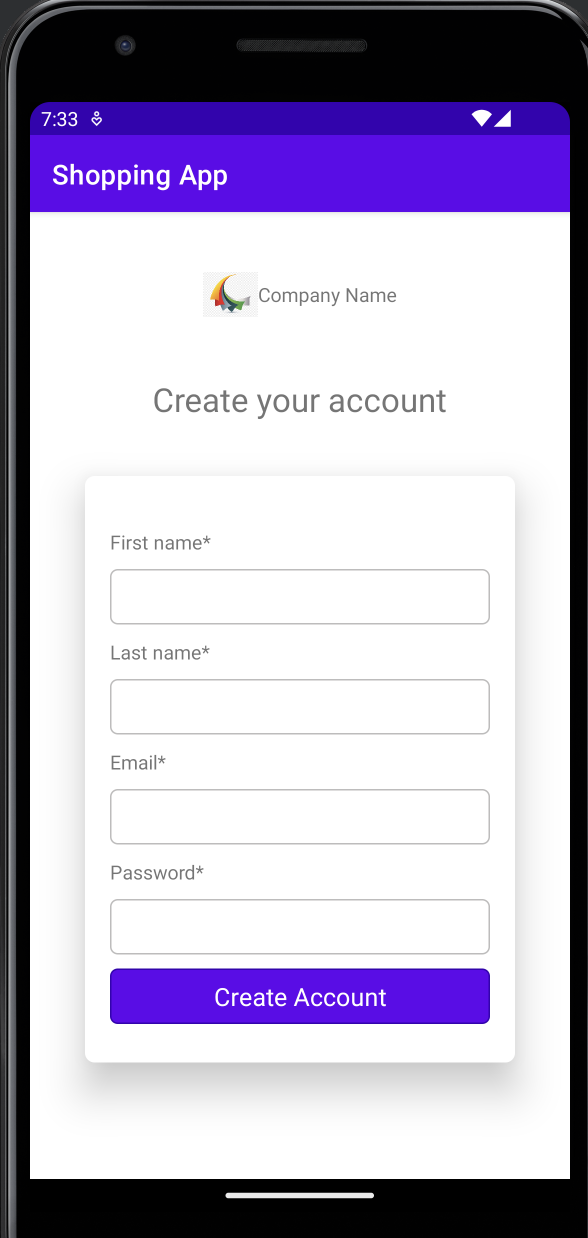 7:33
Shopping App
Company Name
Create your account
First name*
Last name*
Email*
Password*
Create Account